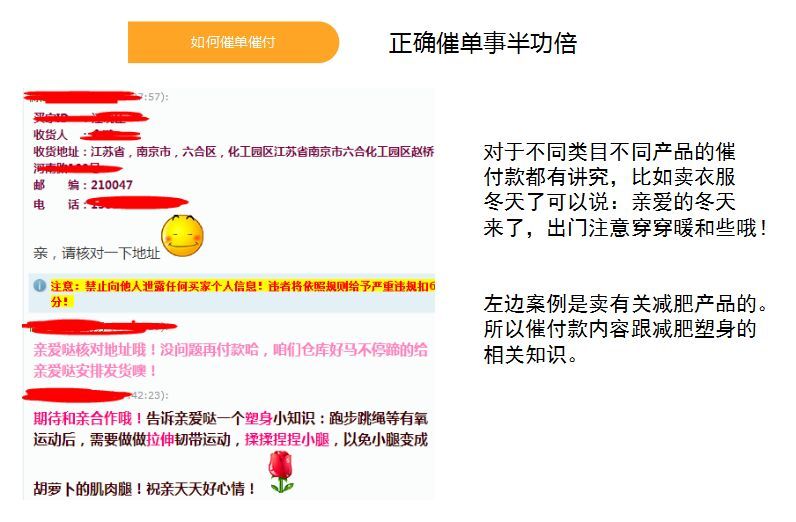 如何催单催付
正确催单事半功倍
7:57):
买家ID
收货人
收货地址：江苏省，南京市，六合区，化工园区江苏省南京市六合化工园区赵桥
邮　编：210047
电　话：
亲，请核对一下地址
注意：禁止向他人泄露任何买家个人信息！违者将依照规则给予严重违规扣6
分！
亲爱哒核对地址哦！没问题再付款哈，咱们仓库好马不停蹄的给
亲爱哒安排发货噢！
:42:23):
期待和亲合作哦！告诉亲爱哒一个塑身小知识：跑步跳绳等有氧
运动后，需要做做拉伸韧带运动，揉揉捏捏小腿，以免小腿变成
胡萝卜的肌肉腿！祝亲天天好心情！
对于不同类目不同产品的催
付款都有讲究，比如卖衣服
冬天了可以说：亲爱的冬天
来了，出门注意穿穿暖和些哦！
左边案例是卖有关减肥产品的。
所以催付款内容跟减肥塑身的
相关知识。